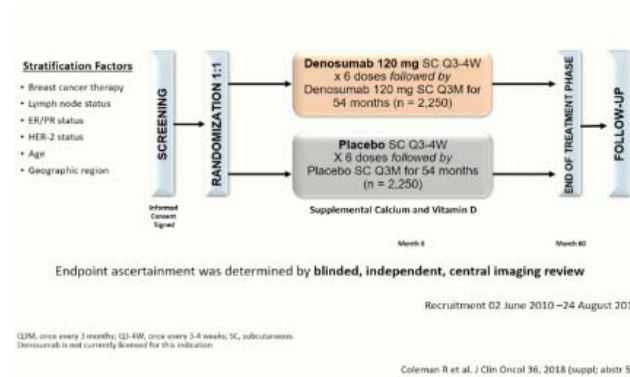 Stratification Factors
• Breast cancer therapy
• Lymph node status
• ER/PR status
• HER-2 status
• Age
• Geographic region
SCREENING
Informed
Consent
Signed
RANDOMIZATION 1:1
Denosumab 120 mg SC Q3-4W
x 6 doses followed by
Denosumab 120 mg SC Q3M for
54 months (n = 2,250)
Placebo SC Q3-4W
X 6 doses followed by
Placebo SC Q3M for 54 months
(n = 2,250)
Supplemental Calcium and Vitamin D
END OF TREATMENT PHASE
FOLLOW-UP
Month 6
Month 60
Endpoint ascertainment was determined by blinded, independent, central imaging review
Recruitment 02 June 2010 –24 August 201
Q3M, once every 3 months; Q3-4W, once every 3-4 weeks; SC, subcutaneous.
Denosumab is not currently licensed for this indication
Coleman R et al. J Clin Oncol 36, 2018 (suppl; abstr 5